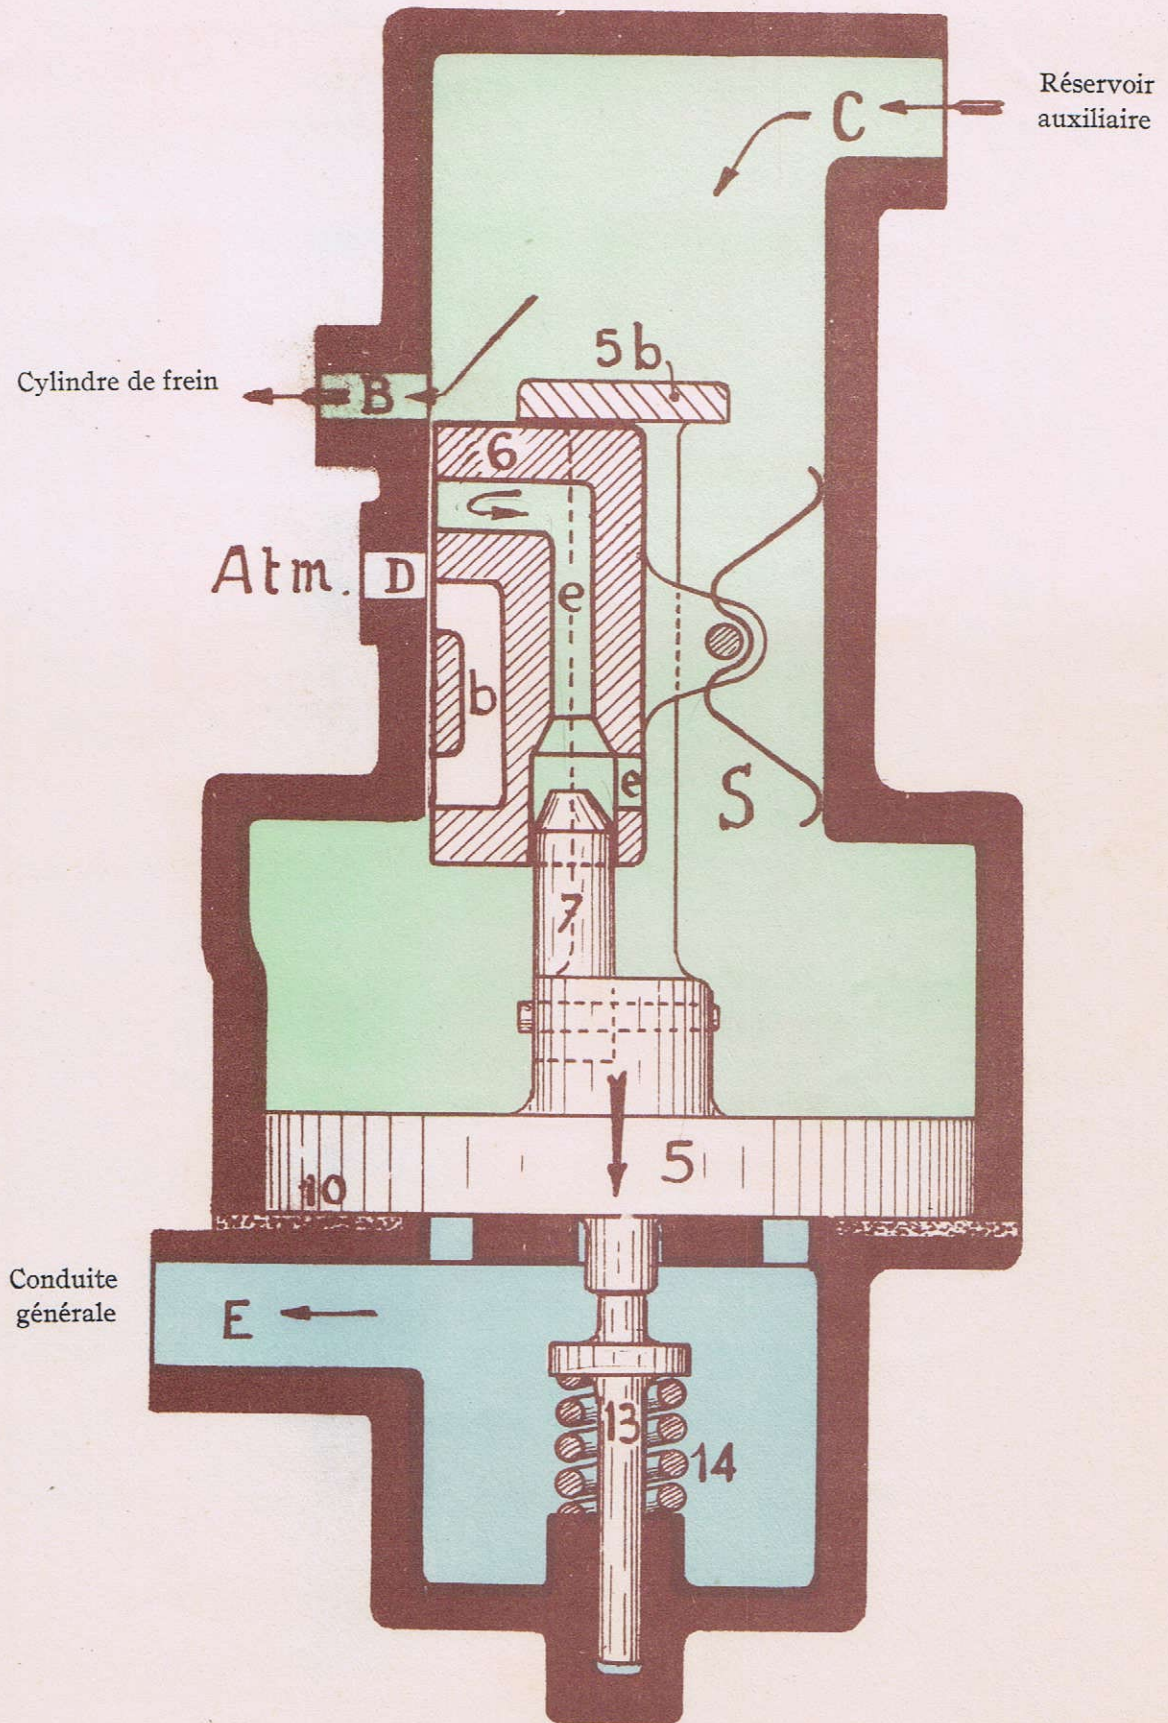 Réservoir
auxiliaire
C
5b
Cylindre de frein
B
6
Atm.
D
e
b
e
S
7
5
10
Conduite
générale
E
13
14